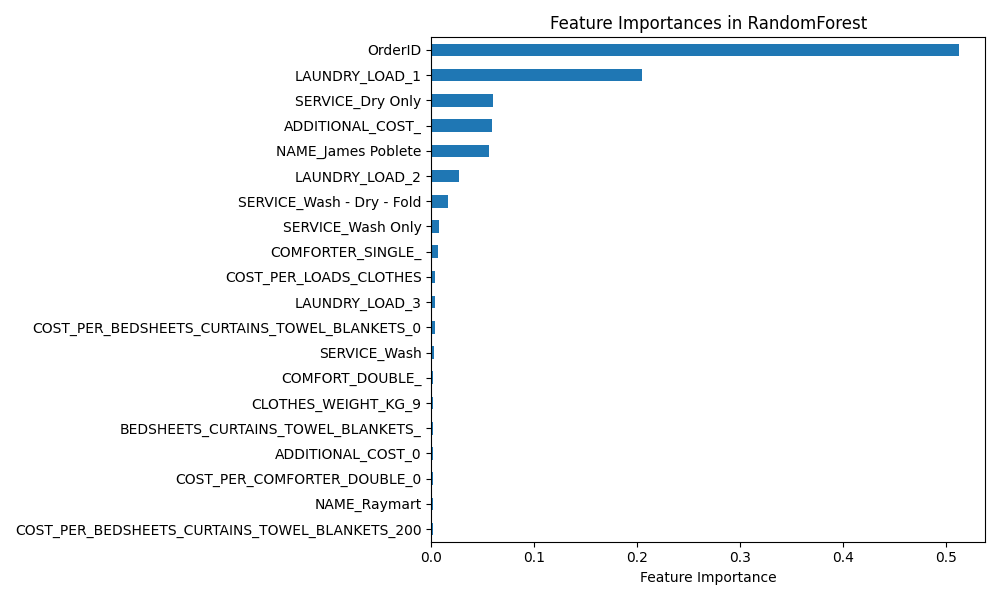 Feature Importances in RandomForest
OrderID
LAUNDRY_LOAD_1
SERVICE_Dry Only
ADDITIONAL_COST_
NAME_James Poblete
LAUNDRY_LOAD_2
SERVICE_Wash - Dry - Fold
SERVICE_Wash Only
COMFORTER_SINGLE_
COST_PER_LOADS_CLOTHES
LAUNDRY_LOAD_3
COST_PER_BEDSHEETS_CURTAINS_TOWEL_BLANKETS_0
SERVICE_Wash
COMFORT_DOUBLE_
CLOTHES_WEIGHT_KG_9
BEDSHEETS_CURTAINS_TOWEL_BLANKETS_
ADDITIONAL_COST_0
COST_PER_COMFORTER_DOUBLE_0
NAME_Raymart
COST_PER_BEDSHEETS_CURTAINS_TOWEL_BLANKETS_200
0.0 0.1 0.2 0.3 0.4 0.5
Feature Importance